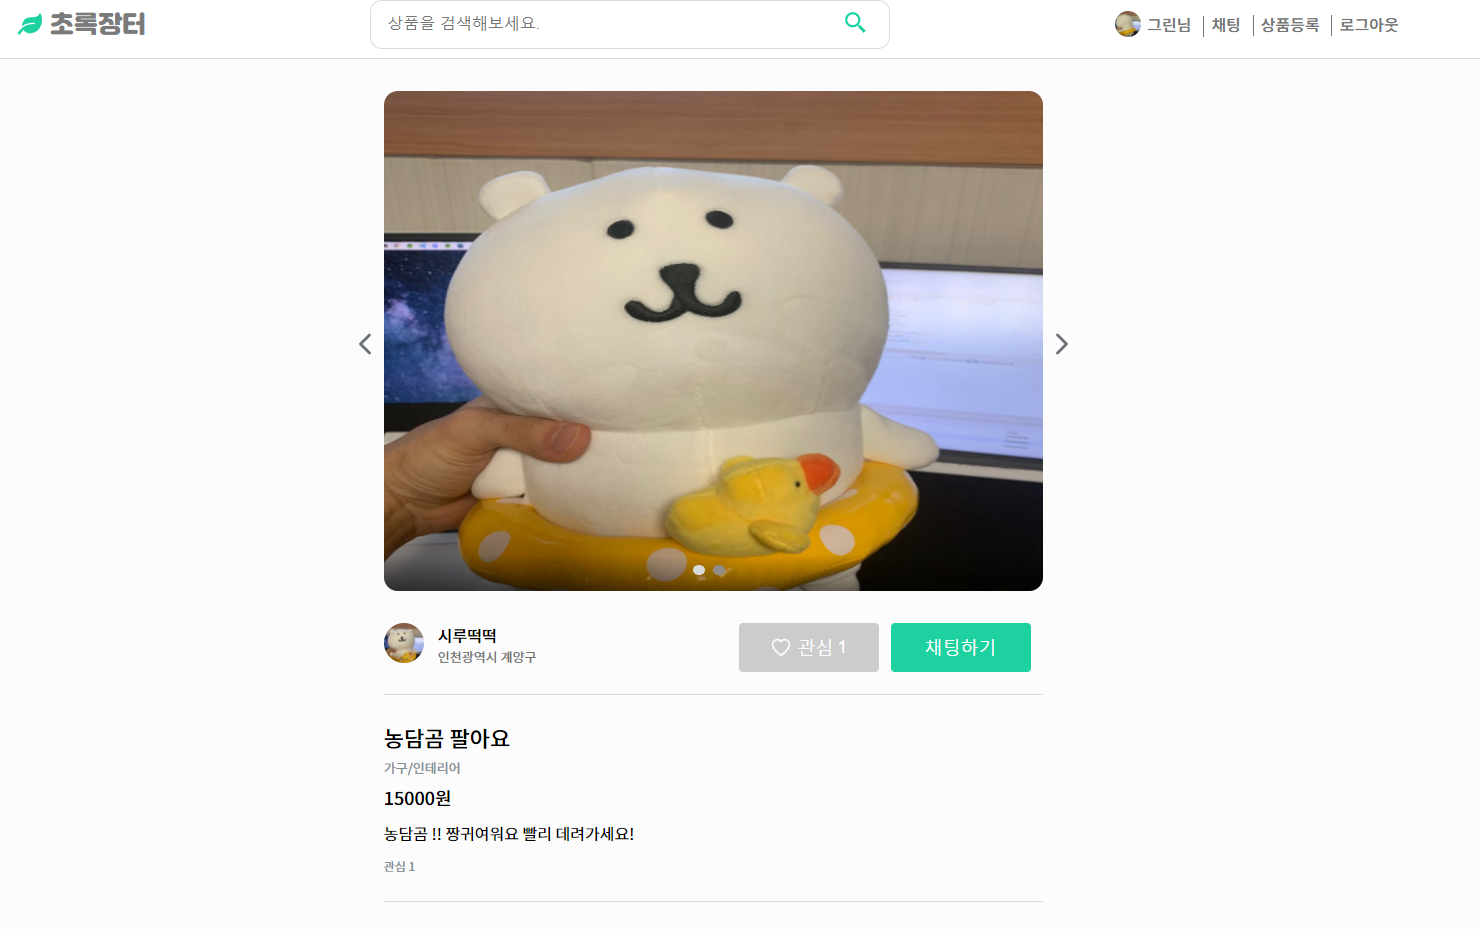 초록장터
상품을 검색해보세요.
그린님
채팅
상품등록
로그아웃
시루떡떡
인천광역시 계양구
관심 1
채팅하기
농담곰 팔아요
가구/인테리어
15000원
농담곰 !! 짱귀여워요 빨리 데려가세요!
관심 1